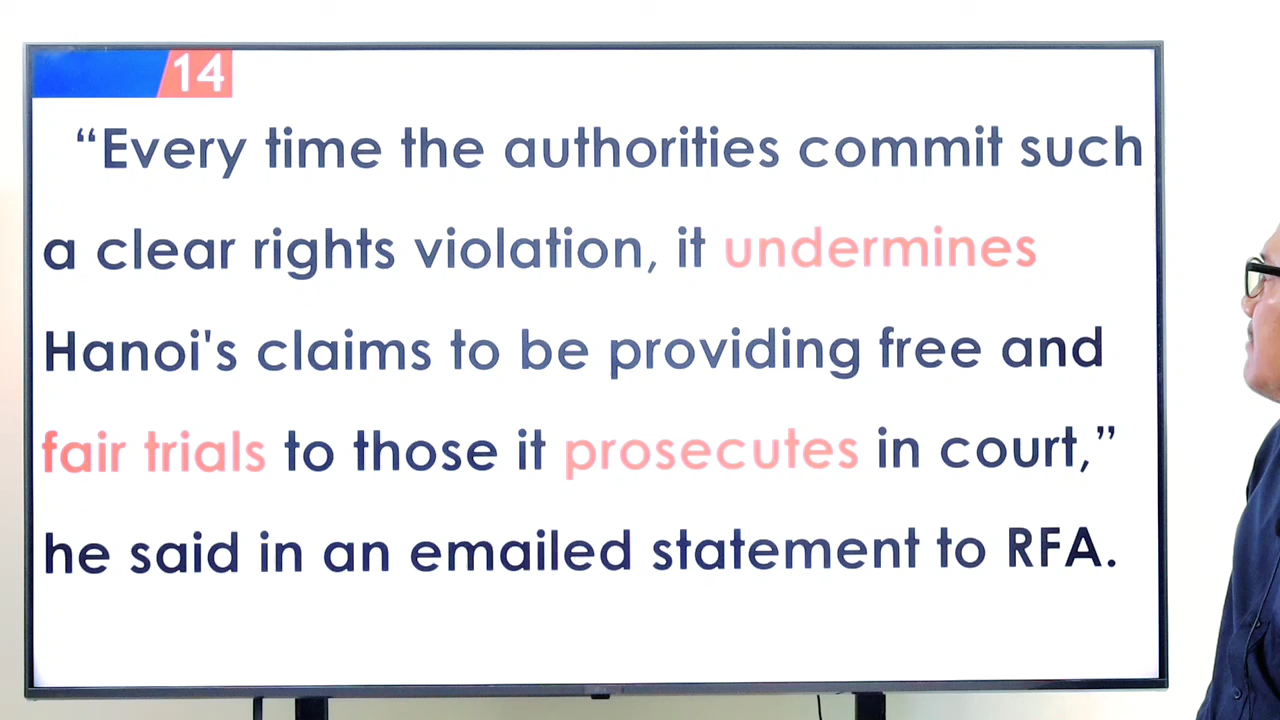 14
“Every time the authorities commit such
a clear rights violation, it undermines
Hanoi's claims to be providing free and
fair trials to those it prosecutes in court,”
he said in an emailed statement to RFA.